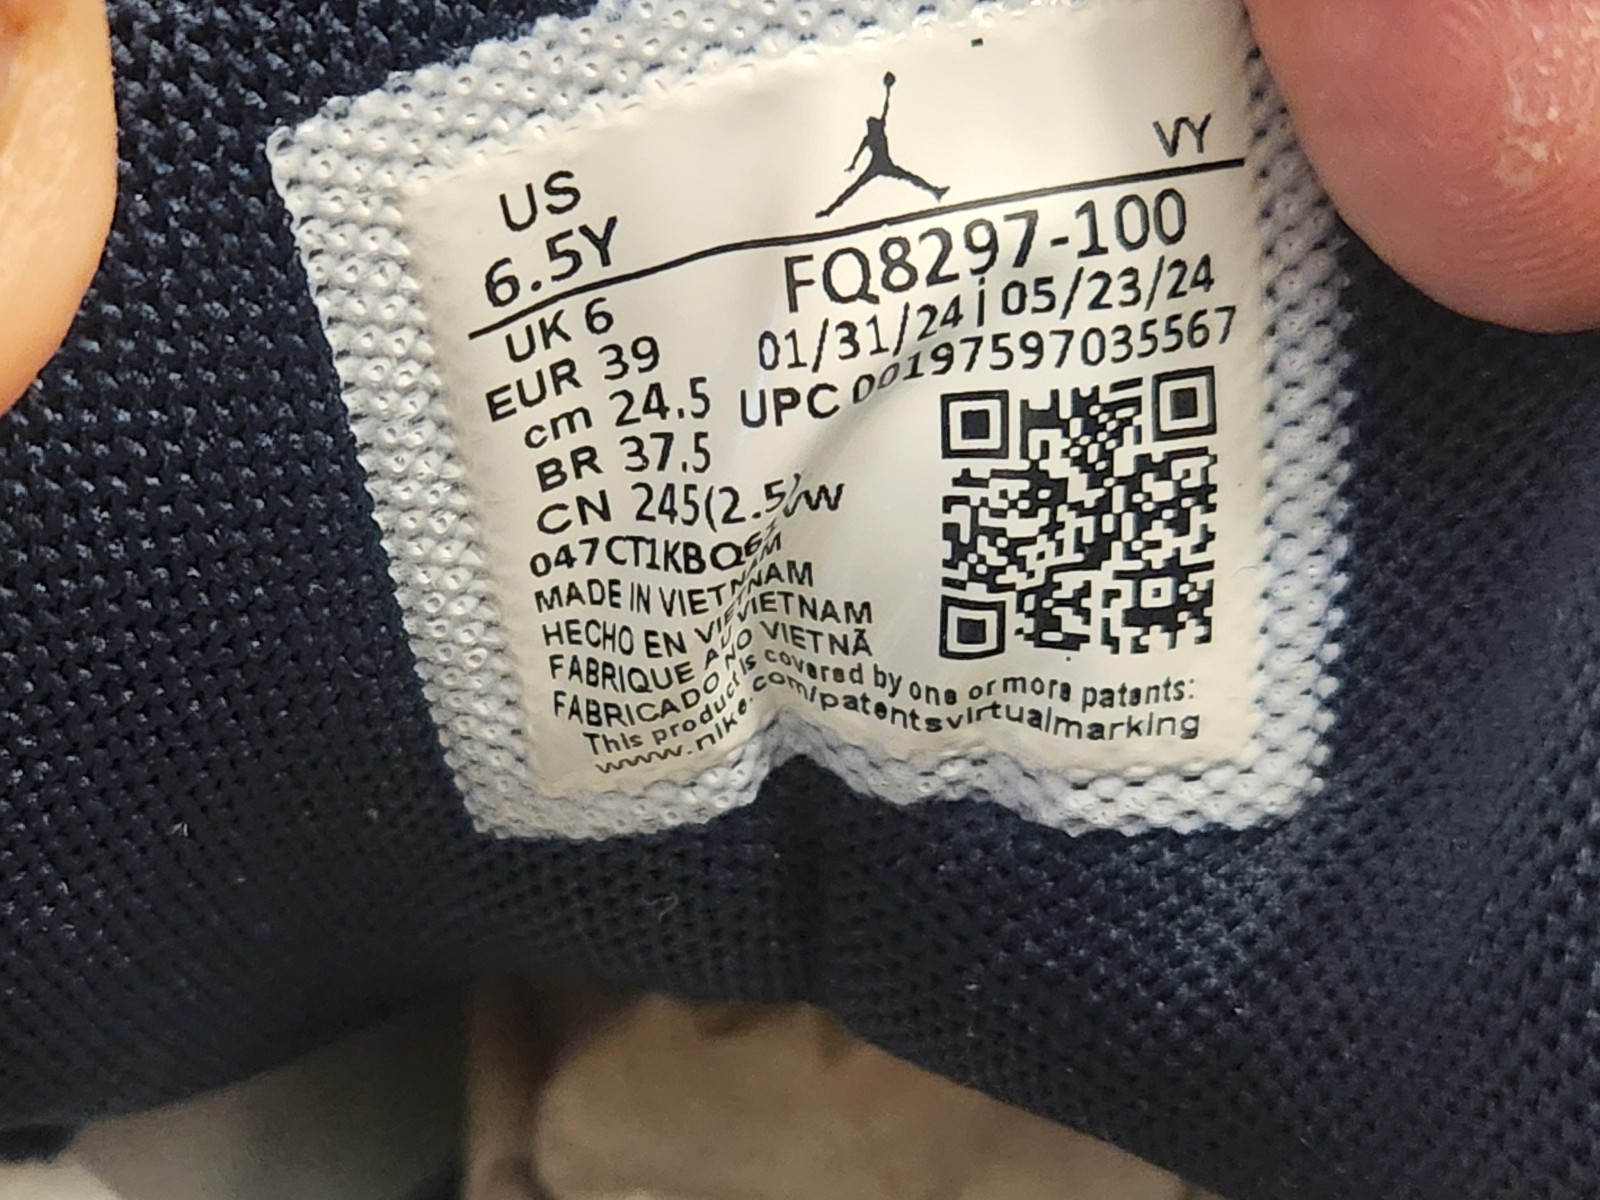 VY
US
6.5Y
FQ8297-100
01/31/24 | 05/23/24
UPC 00197597035567
UK 6
EUR 39
cm 24.5
BR 37.5
CN 245(2.5)W
MADE IN VIETNAM
HECHO EN VIETNAM
FABRIQUE AU VIETNAM
FABRICADO NO VIETNÃ
This product is covered by one or more patents:
www.nike.com/patentsvirtualmarking